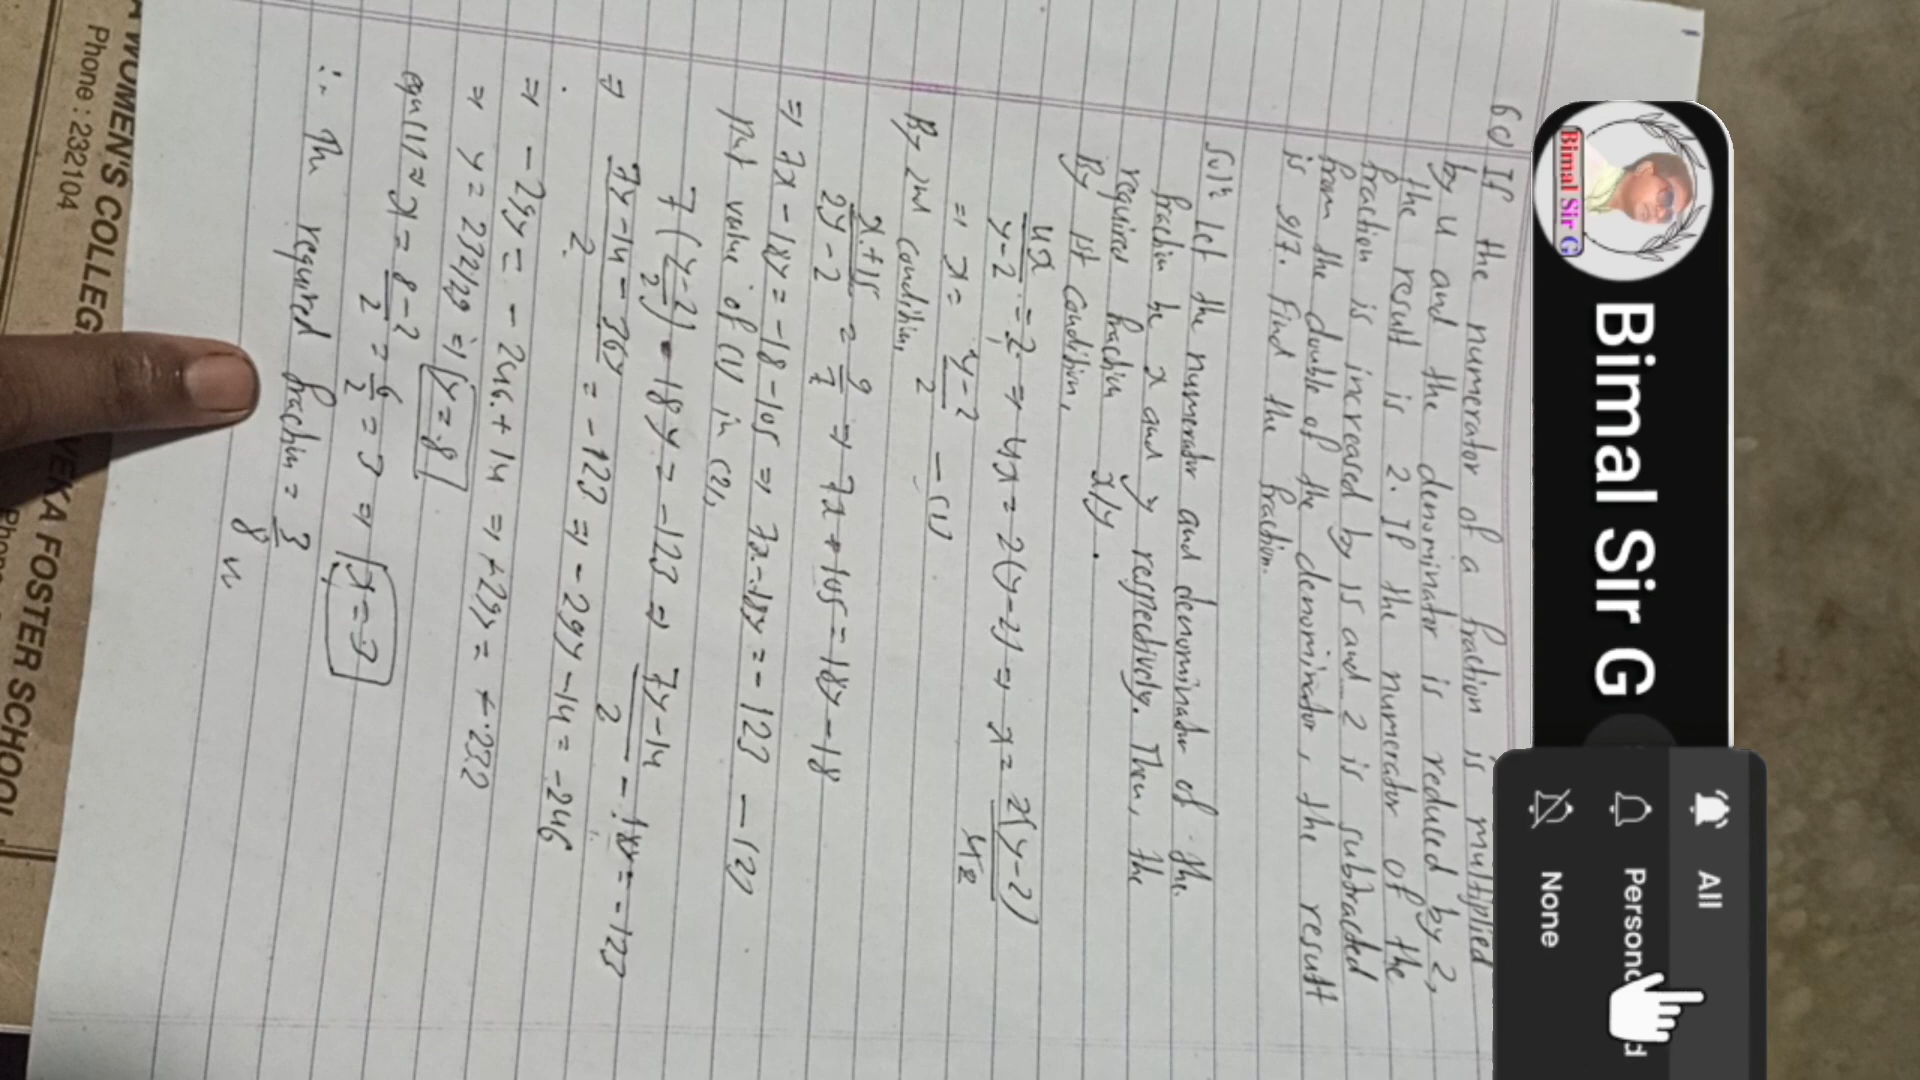 Bimal Sir G
Bimal Sir G
All
None
6) If the numerator of a fraction is multiplied
by 4 and the denominator is reduced by 2,
the result is 2. If the numerator of the
fraction is increased by 15 and 2 is subtracted
from the double of the denominator, the result
is 9/7. Find the fraction.
Solⁿ Let the numerator and denominator of the
fraction be x and y respectively. Then, the
required fraction x/y.
By 1st condition,
4x/y-2 = 2 ⇒ 4x = 2(y-2) ⇒ x = 2(y-2)/4 2
⇒ x = y-2/2 – (1)
By 2nd condition,
x+15/2y-2 = 9/7 ⇒ 7x+105 = 18y-18
⇒ 7x-18y = -18-105 ⇒ 7x-18y = -123 – (2)
put value of (1) in (2),
7(y-2/2) - 18y = -123 ⇒ 7y-14/2 - 18y = -123
⇒ 7y-14-36y/2 = -123 ⇒ -29y-14 = -246
⇒ -29y = -246+14 ⇒ +29y = +232
⇒ y = 232/29 ⇒ y=8
eqn(1) ⇒ x = 8-2/2 = 6/2 = 3 ⇒ x=3
∴ The required fraction = 3/8
WOMEN'S COLLEG
Phone : 232104
VEKA FOSTER SCHOOL